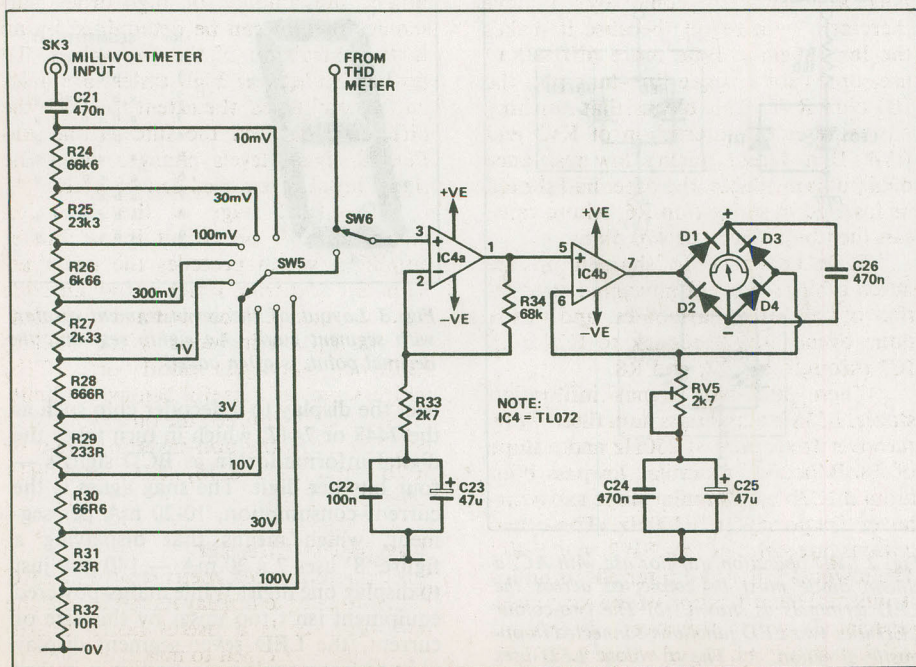 SK3
MILLIVOLTMETER
INPUT
FROM
THD
METER
C21
470n
10mV
R24
66k6
30mV
R25
23k3
100mV
SW6
+VE
3
+
IC4a
1
2
−
−VE
+VE
5
+
IC4b
7
6
−
−VE
+
D1
D3
D2
D4
C26
470n
R26
6k66
SW5
300mV
R34
68k
R27
2k33
1V
R28
666R
3V
R33
2k7
NOTE:
IC4 = TL072
RV5
2k7
R29
233R
10V
C22
100n
+
C23
47u
C24
470n
+
C25
47u
R30
66R6
30V
R31
23R
100V
R32
10R
0V